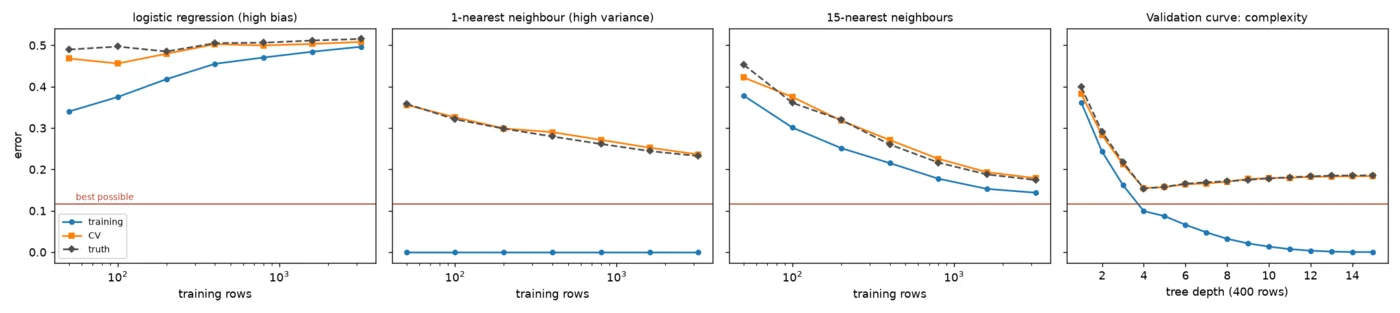 logistic regression (high bias)
error
0.5
0.4
0.3
0.2
0.1
0.0
best possible
training
CV
truth
10²
10³
training rows
1-nearest neighbour (high variance)
10²
10³
training rows
15-nearest neighbours
10²
10³
training rows
Validation curve: complexity
2
4
6
8
10
12
14
tree depth (400 rows)